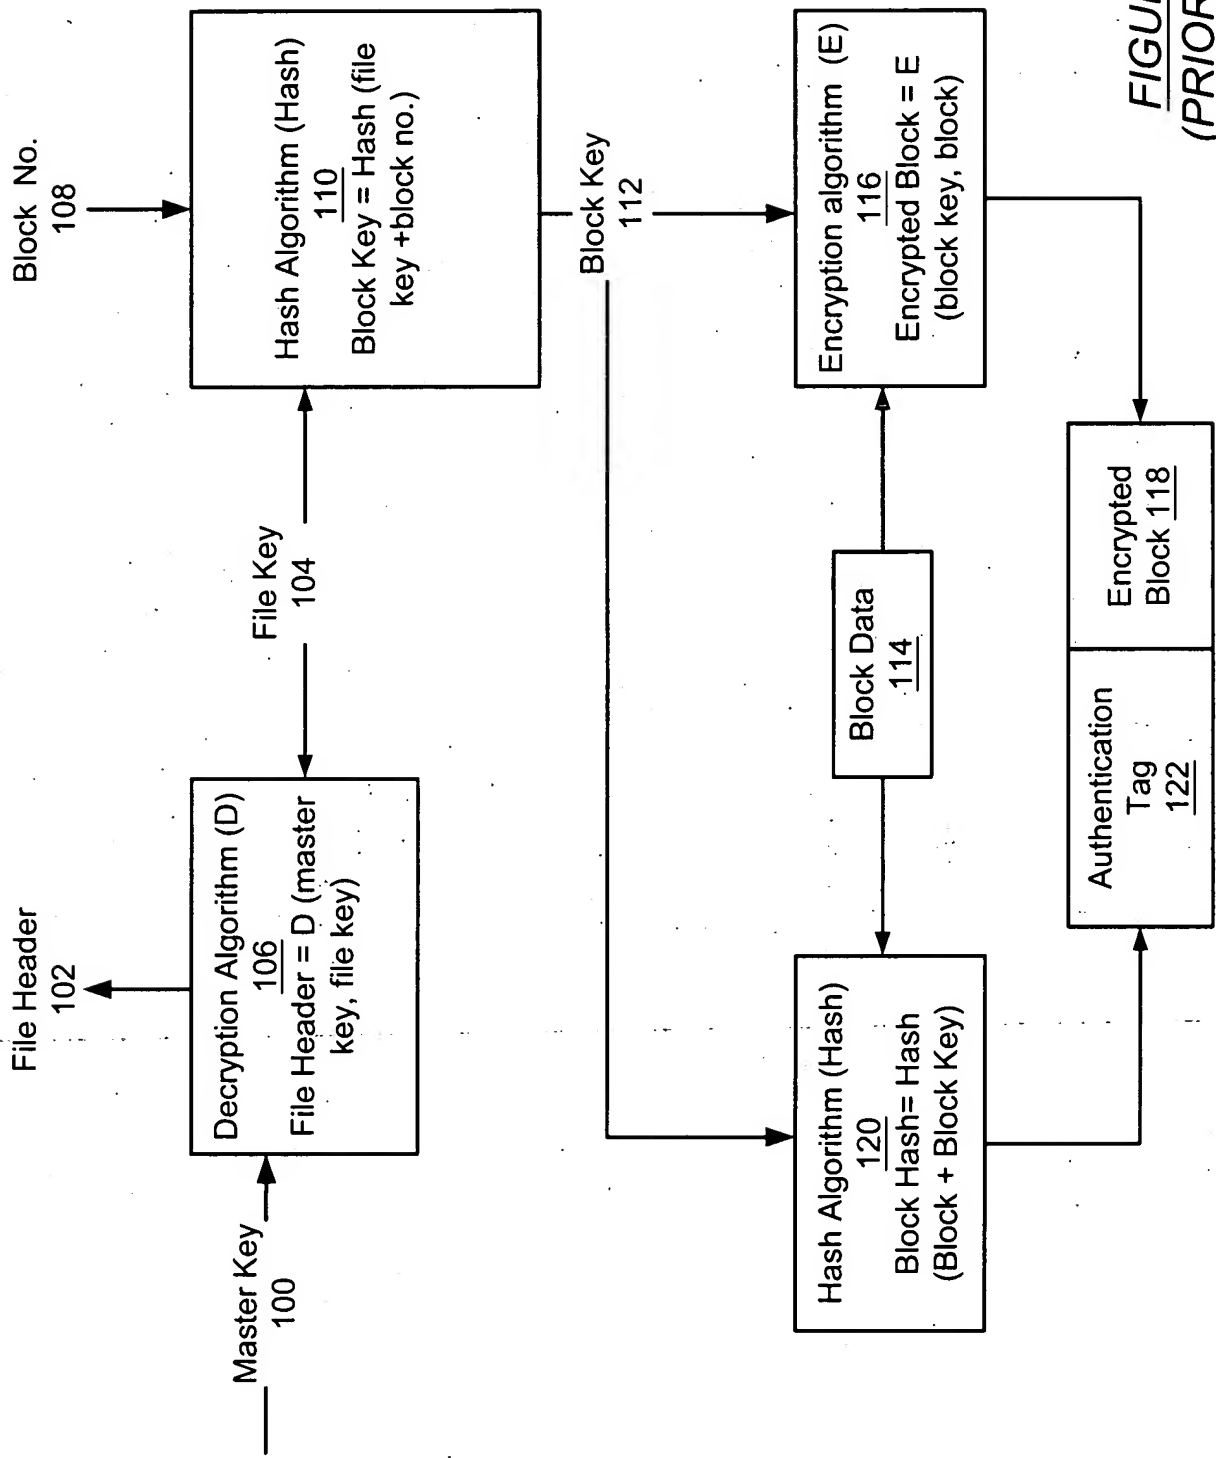 File Header
102
Block No.
108
Master Key
100
Decryption Algorithm (D)
106
File Header = D (master
key, file key)
File Key
104
Hash Algorithm (Hash)
110
Block Key = Hash (file
key +block no.)
Block Key
112
Hash Algorithm (Hash)
120
Block Hash= Hash
(Block + Block Key)
Block Data
114
Encryption algorithm (E)
116
Encrypted Block = E
(block key, block)
Authentication
Tag
122
Encrypted
Block 118